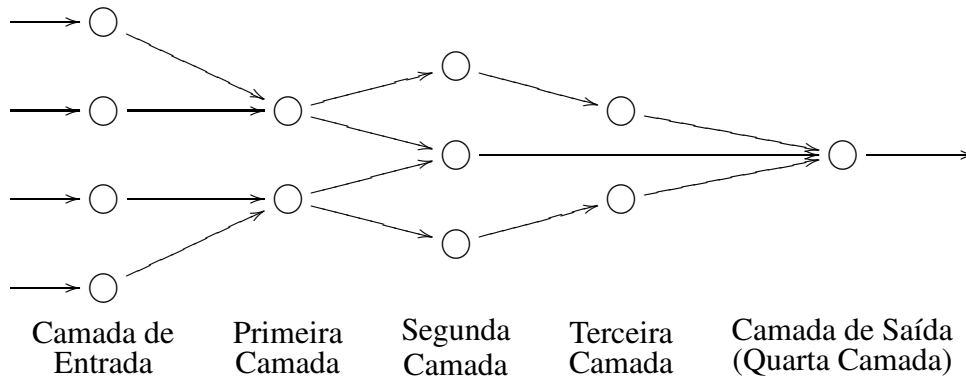 Camada de
Entrada
Primeira
Camada
Segunda
Camada
Terceira
Camada
Camada de Saída
(Quarta Camada)